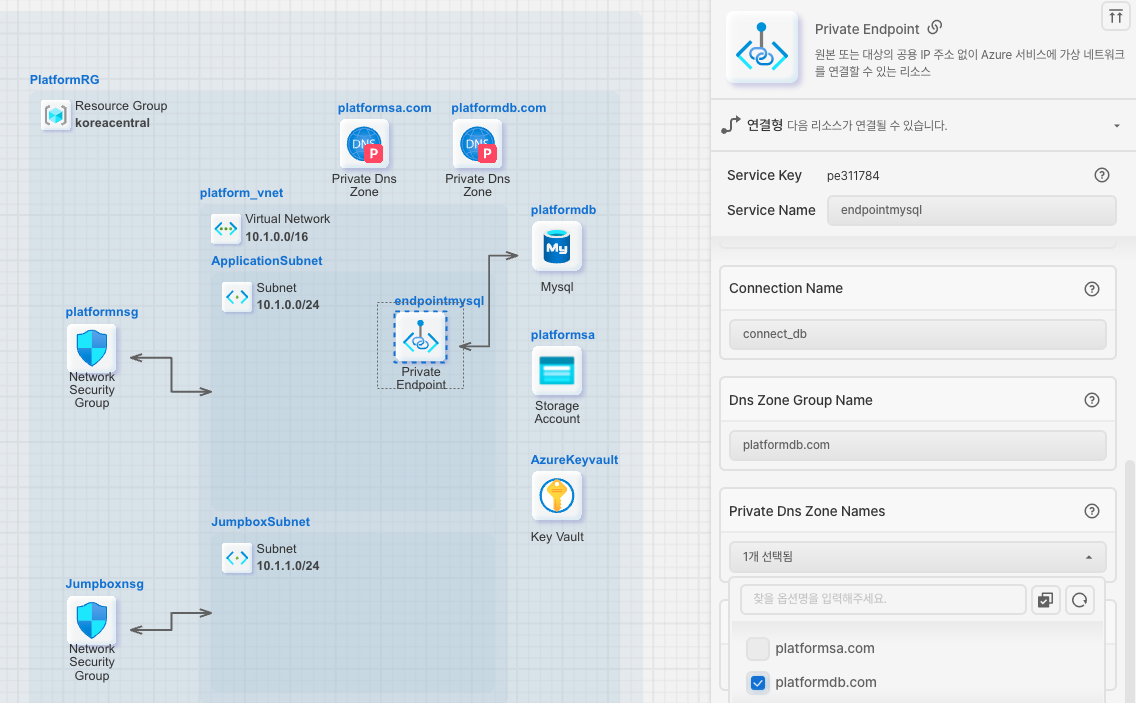 PlatformRG
Resource Group
koreacentral
platformsa.com
DNS
P
Private Dns
Zone
platformdb.com
DNS
P
Private Dns
Zone
platform_vnet
Virtual Network
10.1.0.0/16
ApplicationSubnet
Subnet
10.1.0.0/24
platformdb
My
Mysql
endpointmysql
Private
Endpoint
platformnsg
Network
Security
Group
platformsa
Storage
Account
AzureKeyvault
Key Vault
JumpboxSubnet
Subnet
10.1.1.0/24
Jumpboxnsg
Network
Security
Group
Private Endpoint
원본 또는 대상의 공용 IP 주소 없이 Azure 서비스에 가상 네트워크
를 연결할 수 있는 리소스
연결형 다음 리소스가 연결될 수 있습니다.
Service Key pe311784
Service Name endpointmysql
Connection Name
connect_db
Dns Zone Group Name
platformdb.com
Private Dns Zone Names
1개 선택됨
찾을 옵션명을 입력해주세요.
platformsa.com
platformdb.com